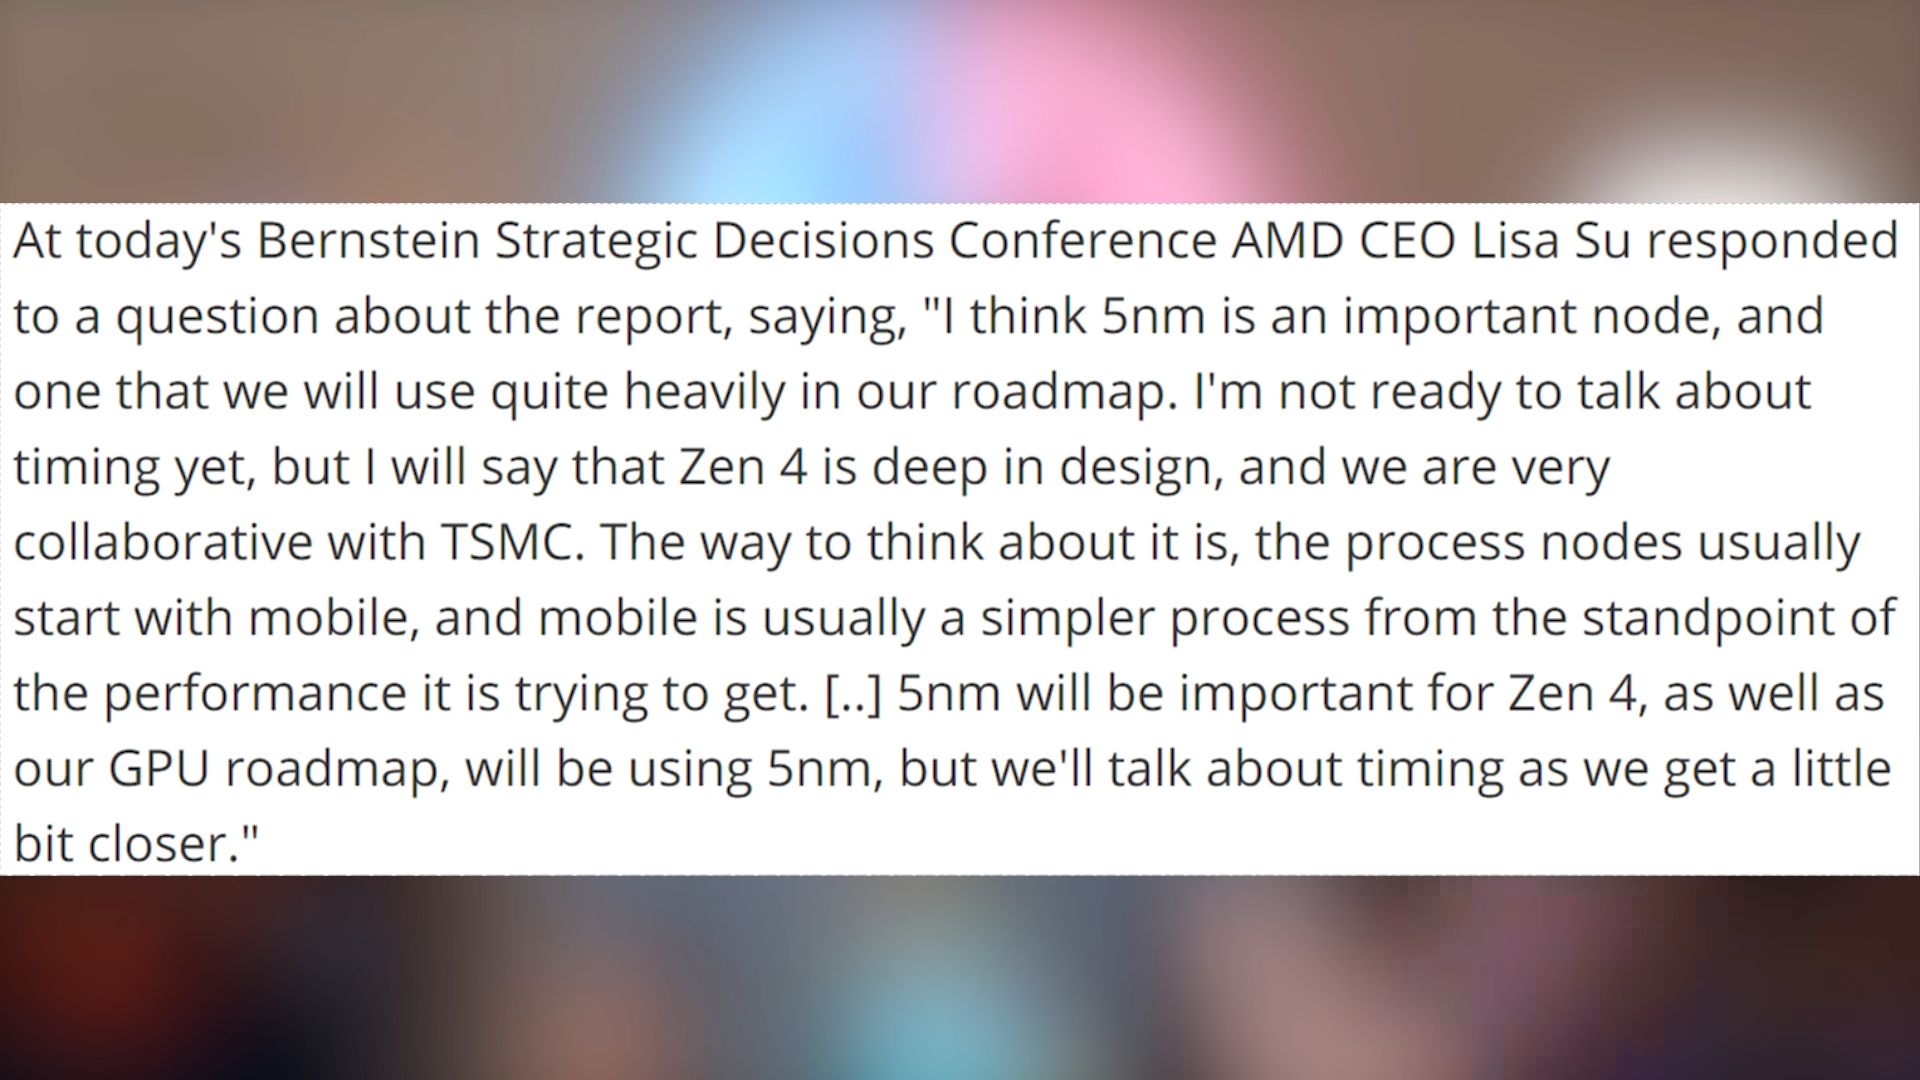 At today's Bernstein Strategic Decisions Conference AMD CEO Lisa Su responded
to a question about the report, saying, "I think 5nm is an important node, and
one that we will use quite heavily in our roadmap. I'm not ready to talk about
timing yet, but I will say that Zen 4 is deep in design, and we are very
collaborative with TSMC. The way to think about it is, the process nodes usually
start with mobile, and mobile is usually a simpler process from the standpoint of
the performance it is trying to get. [..] 5nm will be important for Zen 4, as well as
our GPU roadmap, will be using 5nm, but we'll talk about timing as we get a little
bit closer."